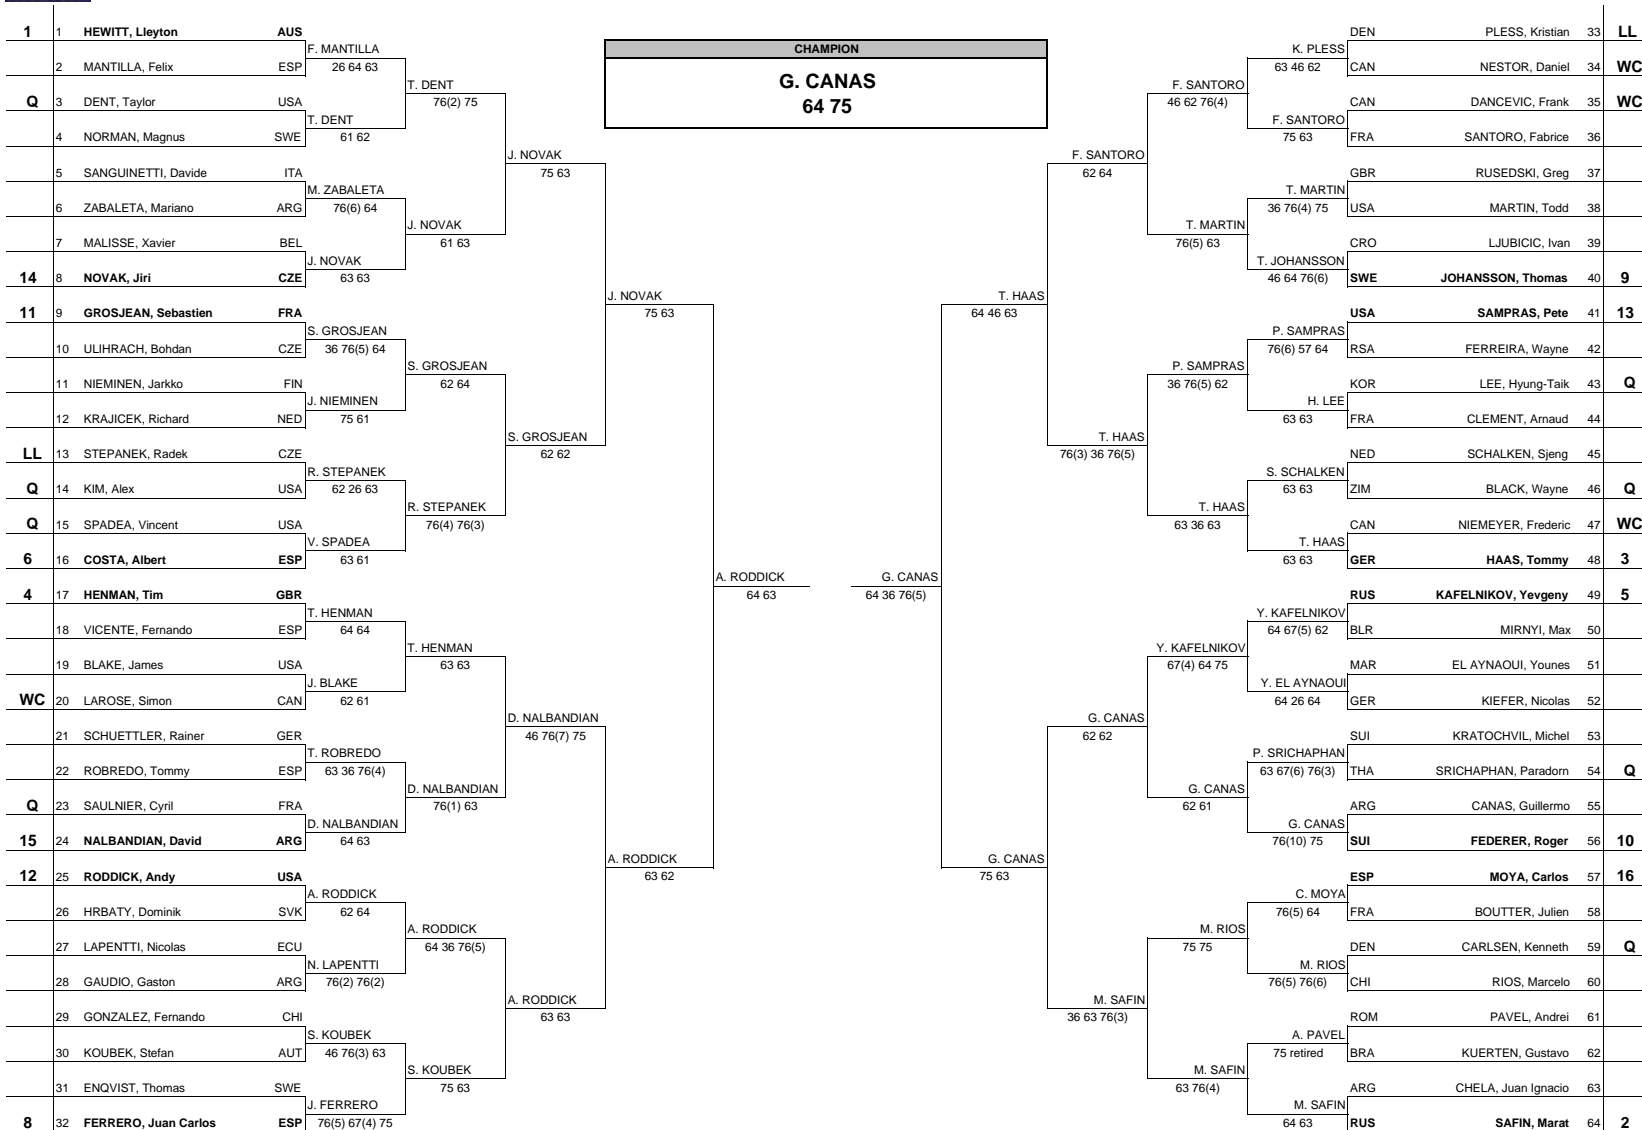 CHAMPION
G. CANAS
64 75
1 1 HEWITT, Lleyton AUS
2 MANTILLA, Felix ESP
Q 3 DENT, Taylor USA
4 NORMAN, Magnus SWE
5 SANGUINETTI, Davide ITA
6 ZABALETA, Mariano ARG
7 MALISSE, Xavier BEL
14 8 NOVAK, Jiri CZE
11 9 GROSJEAN, Sebastien FRA
10 ULIHRACH, Bohdan CZE
11 NIEMINEN, Jarkko FIN
12 KRAJICEK, Richard NED
LL 13 STEPANEK, Radek CZE
Q 14 KIM, Alex USA
Q 15 SPADEA, Vincent USA
6 16 COSTA, Albert ESP
4 17 HENMAN, Tim GBR
18 VICENTE, Fernando ESP
19 BLAKE, James USA
WC 20 LAROSE, Simon CAN
21 SCHUETTLER, Rainer GER
22 ROBREDO, Tommy ESP
Q 23 SAULNIER, Cyril FRA
15 24 NALBANDIAN, David ARG
12 25 RODDICK, Andy USA
26 HRBATY, Dominik SVK
27 LAPENTTI, Nicolas ECU
28 GAUDIO, Gaston ARG
29 GONZALEZ, Fernando CHI
30 KOUBEK, Stefan AUT
31 ENQVIST, Thomas SWE
8 32 FERRERO, Juan Carlos ESP
F. MANTILLA
26 64 63
T. DENT
61 62
M. ZABALETA
76(6) 64
J. NOVAK
63 63
S. GROSJEAN
36 76(5) 64
J. NIEMINEN
75 61
R. STEPANEK
62 26 63
V. SPADEA
63 61
T. HENMAN
64 64
J. BLAKE
62 61
T. ROBREDO
63 36 76(4)
D. NALBANDIAN
64 63
A. RODDICK
62 64
N. LAPENTTI
76(2) 76(2)
S. KOUBEK
46 76(3) 63
J. FERRERO
76(5) 67(4) 75
T. DENT
76(2) 75
J. NOVAK
61 63
S. GROSJEAN
62 64
R. STEPANEK
76(4) 76(3)
T. HENMAN
63 63
D. NALBANDIAN
76(1) 63
A. RODDICK
64 36 76(5)
S. KOUBEK
75 63
J. NOVAK
75 63
S. GROSJEAN
62 62
D. NALBANDIAN
46 76(7) 75
A. RODDICK
63 63
J. NOVAK
75 63
A. RODDICK
63 62
A. RODDICK
64 63
G. CANAS
64 36 76(5)
T. HAAS
64 46 63
G. CANAS
75 63
F. SANTORO
62 64
T. HAAS
76(3) 36 76(5)
G. CANAS
62 62
M. SAFIN
36 63 76(3)
F. SANTORO
46 62 76(4)
T. MARTIN
76(5) 63
P. SAMPRAS
36 76(5) 62
T. HAAS
63 36 63
Y. KAFELNIKOV
67(4) 64 75
G. CANAS
62 61
M. RIOS
75 75
M. SAFIN
63 76(4)
K. PLESS
63 46 62
F. SANTORO
75 63
T. MARTIN
36 76(4) 75
T. JOHANSSON
46 64 76(6)
P. SAMPRAS
76(6) 57 64
H. LEE
63 63
S. SCHALKEN
63 63
T. HAAS
63 63
Y. KAFELNIKOV
64 67(5) 62
Y. EL AYNAOUI
64 26 64
P. SRICHAPHAN
63 67(6) 76(3)
G. CANAS
76(10) 75
C. MOYA
76(5) 64
M. RIOS
76(5) 76(6)
A. PAVEL
75 retired
M. SAFIN
64 63
DEN PLESS, Kristian 33 LL
CAN NESTOR, Daniel 34 WC
CAN DANCEVIC, Frank 35 WC
FRA SANTORO, Fabrice 36
GBR RUSEDSKI, Greg 37
USA MARTIN, Todd 38
CRO LJUBICIC, Ivan 39
SWE JOHANSSON, Thomas 40 9
USA SAMPRAS, Pete 41 13
RSA FERREIRA, Wayne 42
KOR LEE, Hyung-Taik 43 Q
FRA CLEMENT, Arnaud 44
NED SCHALKEN, Sjeng 45
ZIM BLACK, Wayne 46 Q
CAN NIEMEYER, Frederic 47 WC
GER HAAS, Tommy 48 3
RUS KAFELNIKOV, Yevgeny 49 5
BLR MIRNYI, Max 50
MAR EL AYNAOUI, Younes 51
GER KIEFER, Nicolas 52
SUI KRATOCHVIL, Michel 53
THA SRICHAPHAN, Paradorn 54 Q
ARG CANAS, Guillermo 55
SUI FEDERER, Roger 56 10
ESP MOYA, Carlos 57 16
FRA BOUTTER, Julien 58
DEN CARLSEN, Kenneth 59 Q
CHI RIOS, Marcelo 60
ROM PAVEL, Andrei 61
BRA KUERTEN, Gustavo 62
ARG CHELA, Juan Ignacio 63
RUS SAFIN, Marat 64 2